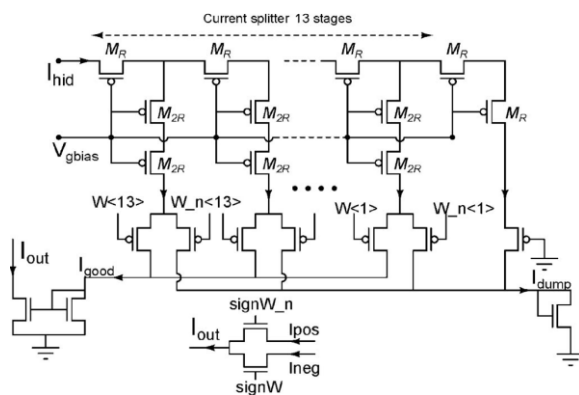 Current splitter 13 stages
M_R M_R M_R M_R
I_hid
M_2R M_2R M_2R M_R
V_gbias
M_2R M_2R M_2R
W<13> W_n<13> W<1> W_n<1>
I_out I_good I_dump
signW_n
I_out Ipos
Ineg
signW